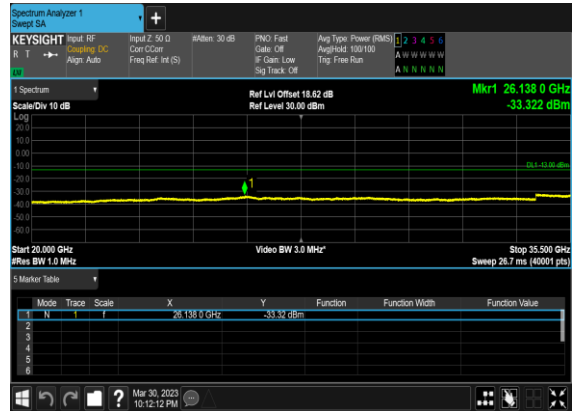 Spectrum Analyzer 1
Swept SA
+
KEYSIGHT Input: RF Input Z: 50 Ω #Atten: 30 dB PNO: Fast Avg Type: Power (RMS) 1 2 3 4 5 6
R T Coupling: DC Corr CCorr Gate: Off Avg|Hold: 100/100 A W W W W W
Align: Auto Freq Ref: Int (S) IF Gain: Low Trig: Free Run
LXI Sig Track: Off A N N N N N
1 Spectrum Ref Lvl Offset 18.62 dB Mkr1 26.138 0 GHz
Scale/Div 10 dB Ref Level 30.00 dBm -33.322 dBm
Log
20.0
10.0
0.00
-10.0 DL1 -13.00 dBm
-20.0
-30.0 1
-40.0
-50.0
-60.0
Start 20.000 GHz Video BW 3.0 MHz* Stop 35.500 GHz
#Res BW 1.0 MHz Sweep 26.7 ms (40001 pts)
5 Marker Table
Mode Trace Scale X Y Function Function Width Function Value
1 N 1 f 26.138 0 GHz -33.32 dBm
2
3
4
5
6
? Mar 30, 2023
10:12:12 PM